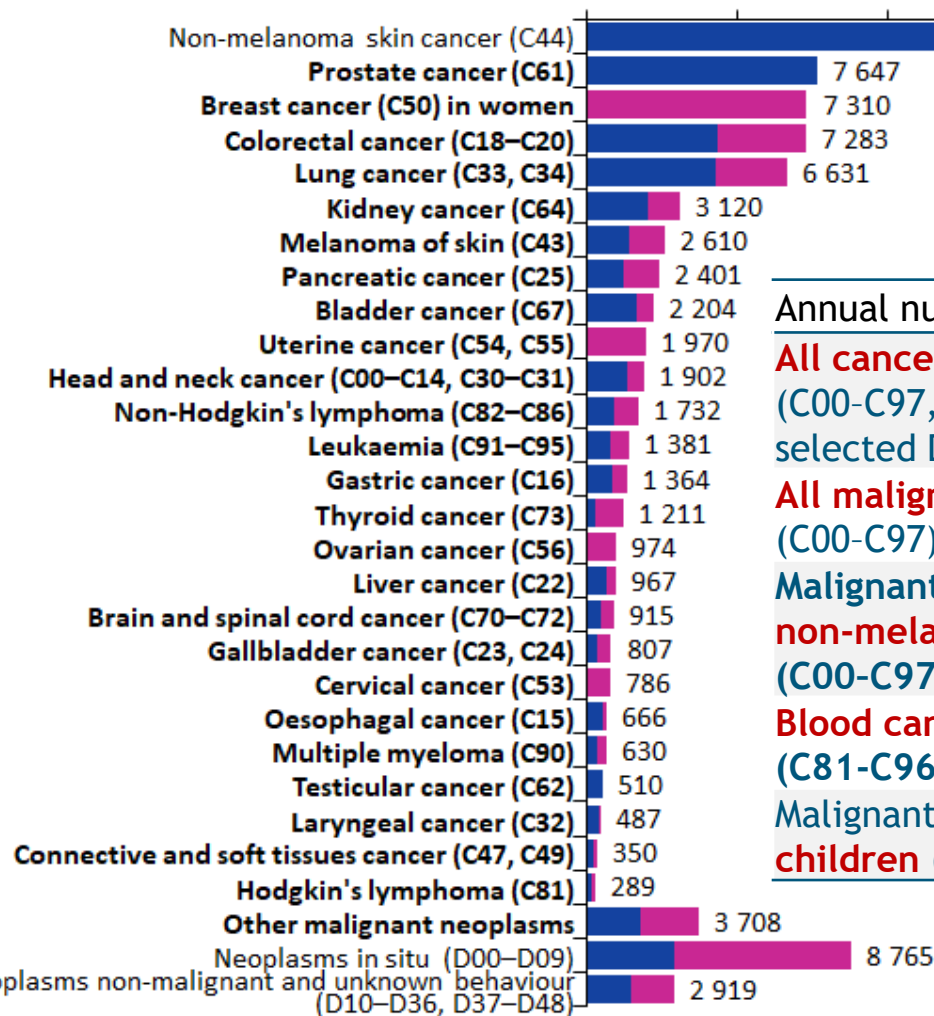 Non-melanoma skin cancer (C44)
Prostate cancer (C61) 7 647
Breast cancer (C50) in women 7 310
Colorectal cancer (C18–C20) 7 283
Lung cancer (C33, C34) 6 631
Kidney cancer (C64) 3 120
Melanoma of skin (C43) 2 610
Pancreatic cancer (C25) 2 401
Bladder cancer (C67) 2 204
Uterine cancer (C54, C55) 1 970
Head and neck cancer (C00–C14, C30–C31) 1 902
Non-Hodgkin's lymphoma (C82–C86) 1 732
Leukaemia (C91–C95) 1 381
Gastric cancer (C16) 1 364
Thyroid cancer (C73) 1 211
Ovarian cancer (C56) 974
Liver cancer (C22) 967
Brain and spinal cord cancer (C70–C72) 915
Gallbladder cancer (C23, C24) 807
Cervical cancer (C53) 786
Oesophagal cancer (C15) 666
Multiple myeloma (C90) 630
Testicular cancer (C62) 510
Laryngeal cancer (C32) 487
Connective and soft tissues cancer (C47, C49) 350
Hodgkin's lymphoma (C81) 289
Other malignant neoplasms 3 708
Neoplasms in situ (D00–D09) 8 765
plasms non-malignant and unknown behaviour
(D10–D36, D37–D48) 2 919
Annual nu
All cance
(C00-C97,
selected D
All malign
(C00-C97)
Malignant
non-mela
(C00-C97
Blood can
(C81-C96
Malignant
children